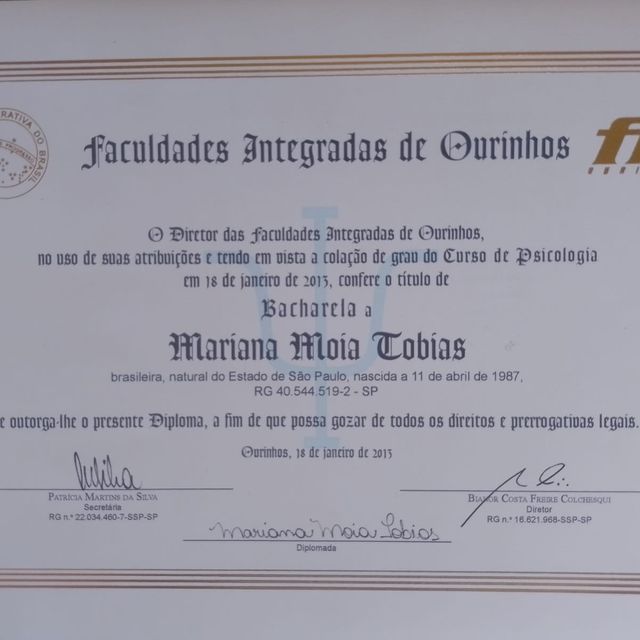 RATIVA DO BRASIL
Faculdades Integradas de Ourinhos
fi
O Diretor das Faculdades Integradas de Ourinhos,
no uso de suas atribuições e tendo em vista a colação de grau do Curso de Psicologia
em 18 de janeiro de 2013, confere o título de
Bacharela a
Mariana Moia Tobias
brasileira, natural do Estado de São Paulo, nascida a 11 de abril de 1987,
RG 40.544.519-2 - SP
e outorga-lhe o presente Diploma, a fim de que possa gozar de todos os direitos e prerrogativas legais.
Ourinhos, 18 de janeiro de 2013
PATRÍCIA MARTINS DA SILVA
Secretária
RG n.º 22.034.460-7-SSP-SP
BIANOR COSTA FREIRE COLCHESQUI
Diretor
RG n.º 16.621.968-SSP-SP
Mariana Moia Tobias
Diplomada